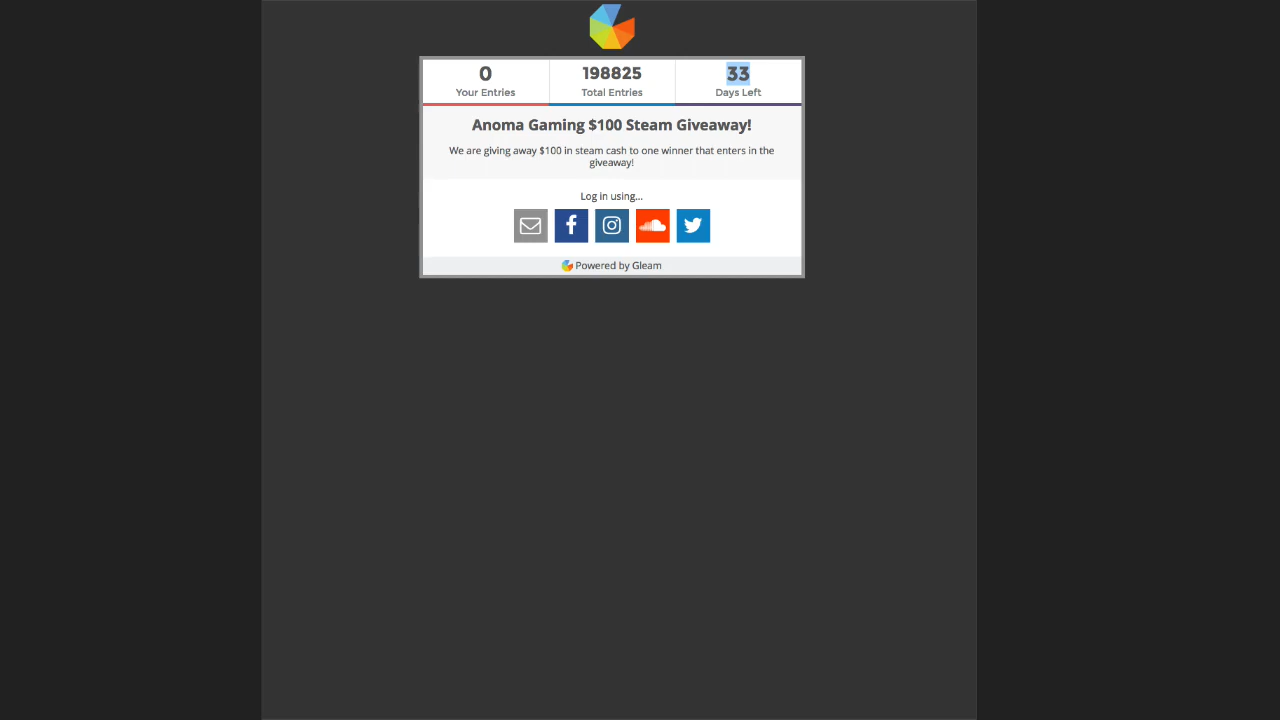 0 198825 33
Your Entries Total Entries Days Left
Anoma Gaming $100 Steam Giveaway!
We are giving away $100 in steam cash to one winner that enters in the
giveaway!
Log in using...
Powered by Gleam